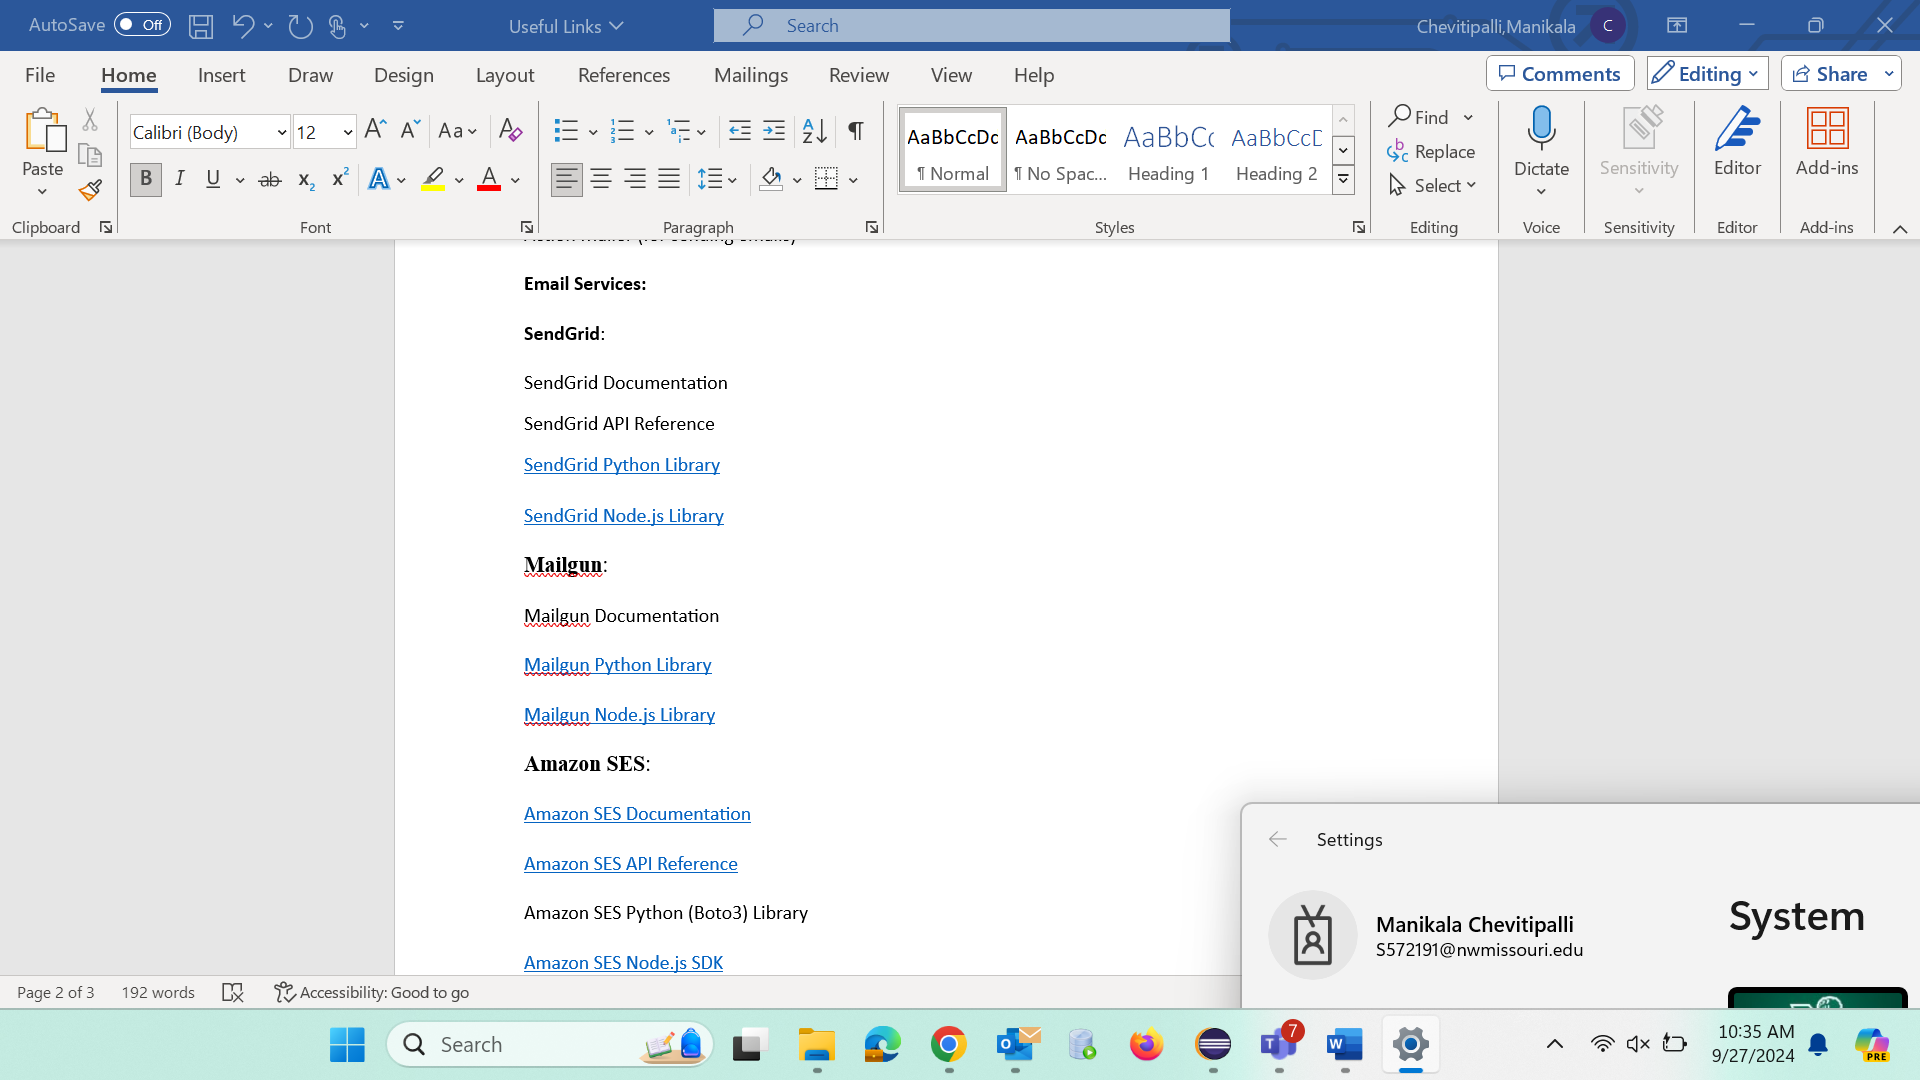 AutoSave Off
Useful Links
Search
Chevitipalli,Manikala C
File Home Insert Draw Design Layout References Mailings Review View Help
Comments Editing Share
Paste
Calibri (Body) 12
Aa
AaBbCcDc AaBbCcDc AaBbCc AaBbCcD
¶ Normal ¶ No Spac... Heading 1 Heading 2
Find
Replace
Select
Dictate
Sensitivity
Editor
Add-ins
Clipboard Font Paragraph Styles Editing Voice Sensitivity Editor Add-ins
Email Services:
SendGrid:
SendGrid Documentation
SendGrid API Reference
SendGrid Python Library
SendGrid Node.js Library
Mailgun:
Mailgun Documentation
Mailgun Python Library
Mailgun Node.js Library
Amazon SES:
Amazon SES Documentation
Amazon SES API Reference
Amazon SES Python (Boto3) Library
Amazon SES Node.js SDK
Settings
Manikala Chevitipalli
S572191@nwmissouri.edu
System
Page 2 of 3 192 words Accessibility: Good to go
Search
7
10:35 AM
9/27/2024
PRE